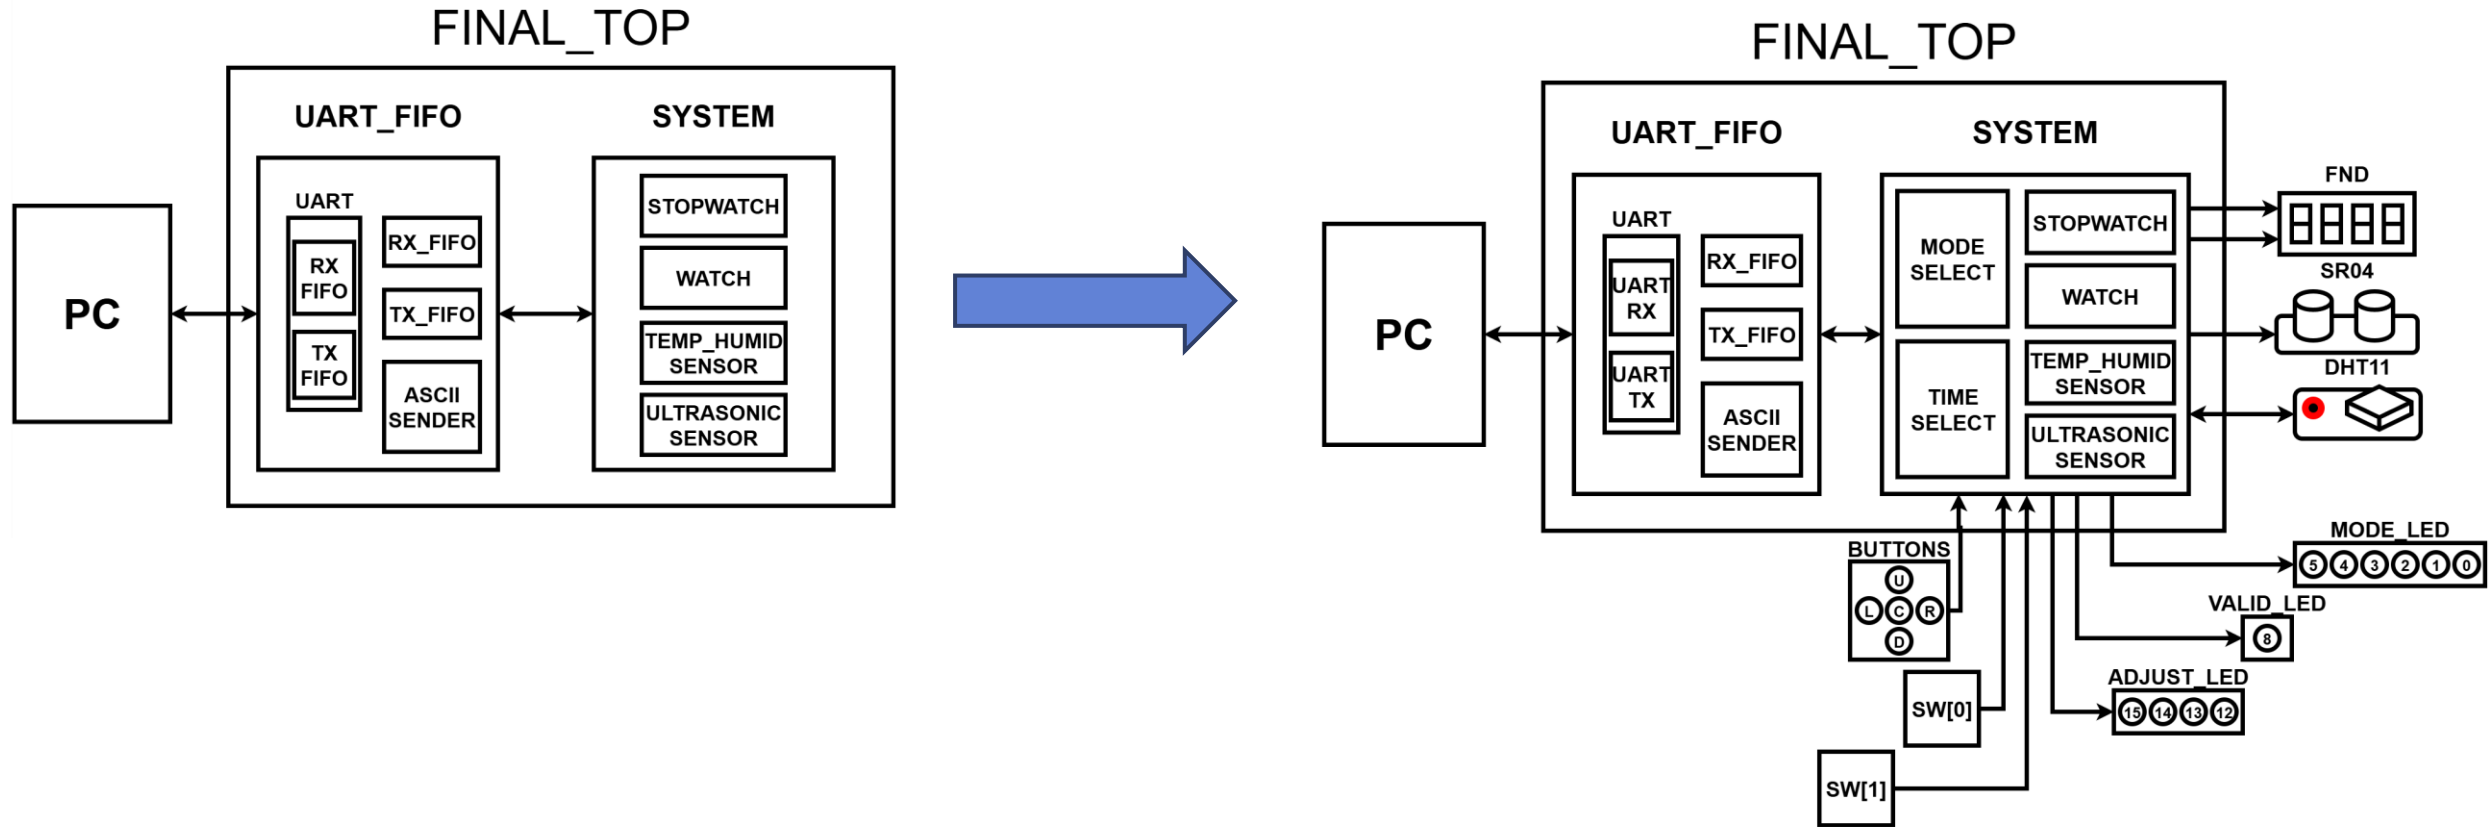 FINAL_TOP
UART_FIFO
SYSTEM
PC
UART
RX
FIFO
TX
FIFO
RX_FIFO
TX_FIFO
ASCII
SENDER
STOPWATCH
WATCH
TEMP_HUMID
SENSOR
ULTRASONIC
SENSOR
FINAL_TOP
UART_FIFO
SYSTEM
PC
UART
UART
RX
UART
TX
RX_FIFO
TX_FIFO
ASCII
SENDER
MODE
SELECT
TIME
SELECT
STOPWATCH
WATCH
TEMP_HUMID
SENSOR
ULTRASONIC
SENSOR
FND
SR04
DHT11
BUTTONS
U
L C R
D
SW[0]
SW[1]
MODE_LED
5 4 3 2 1 0
VALID_LED
8
ADJUST_LED
15 14 13 12